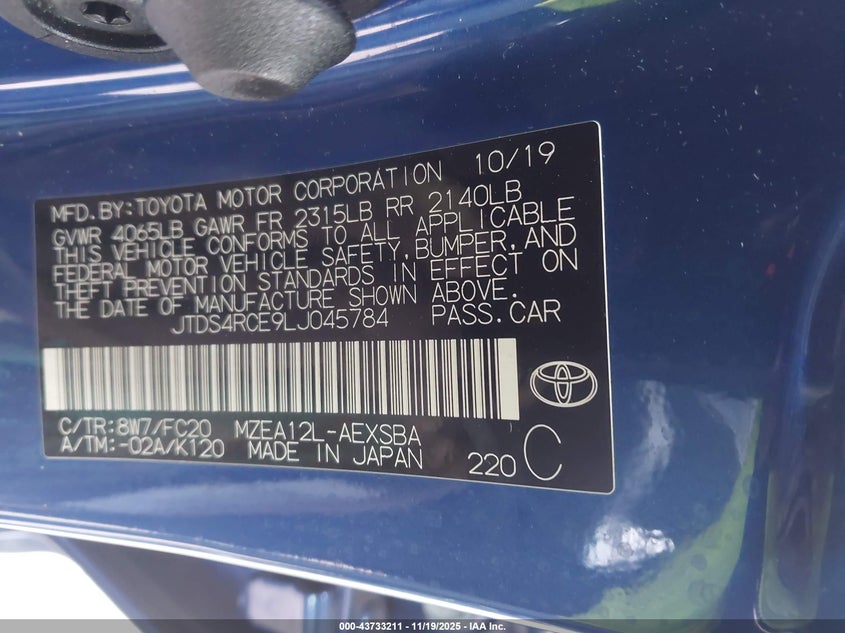 MFD.BY:TOYOTA MOTOR CORPORATION 10/19
GVWR 4065LB GAWR FR 2315LB RR 2140LB
THIS VEHICLE CONFORMS TO ALL APPLICABLE
FEDERAL MOTOR VEHICLE SAFETY,BUMPER,AND
THEFT PREVENTION STANDARDS IN EFFECT ON
THE DATE OF MANUFACTURE SHOWN ABOVE.
JTDS4RCE9LJ045784 PASS.CAR
C/TR:8W7/FC20 MZEA12L-AEXSBA
A/TM:-02A/K120 MADE IN JAPAN
220 C
000-43733211 - 11/19/2025 - IAA Inc.